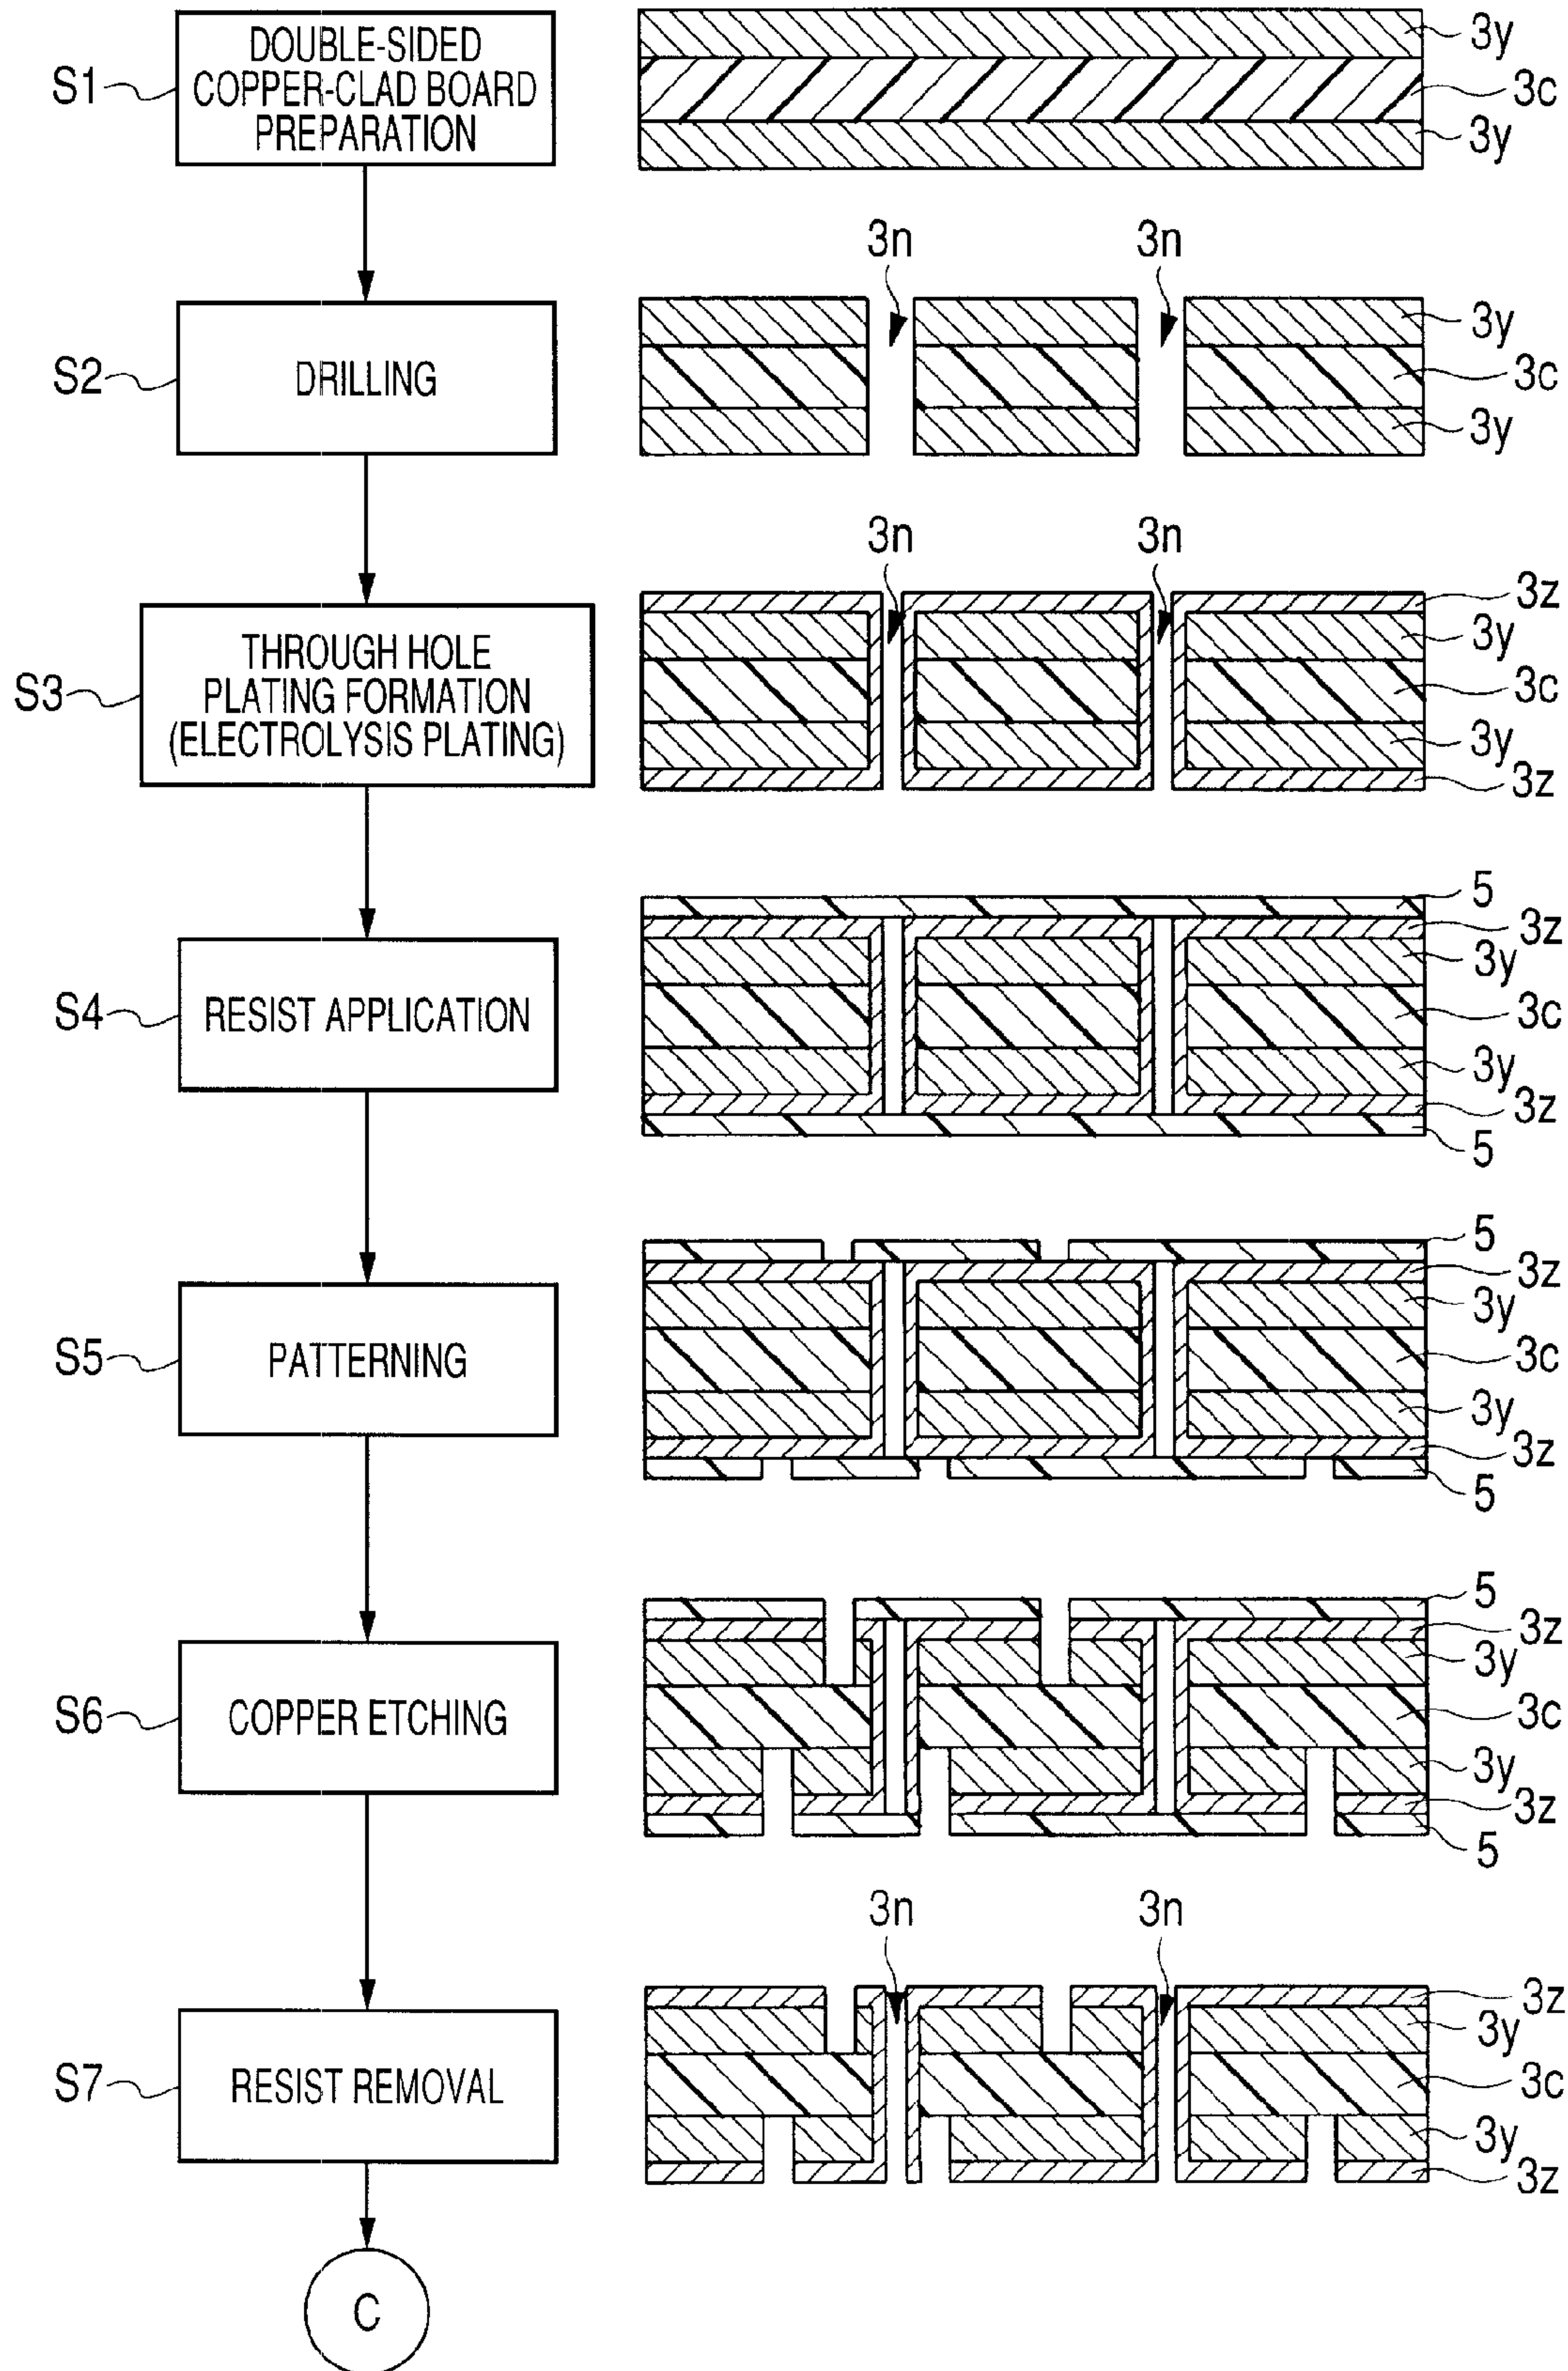 S1
DOUBLE-SIDED
COPPER-CLAD BOARD
PREPARATION
3y
3c
3y
S2
DRILLING
3n
3n
3y
3c
3y
S3
THROUGH HOLE
PLATING FORMATION
(ELECTROLYSIS PLATING)
3n
3n
3z
3y
3c
3y
3z
S4
RESIST APPLICATION
5
3z
3y
3c
3y
3z
5
S5
PATTERNING
5
3z
3y
3c
3y
3z
5
S6
COPPER ETCHING
5
3z
3y
3c
3y
3z
5
S7
RESIST REMOVAL
3n
3n
3z
3y
3c
3y
3z
C